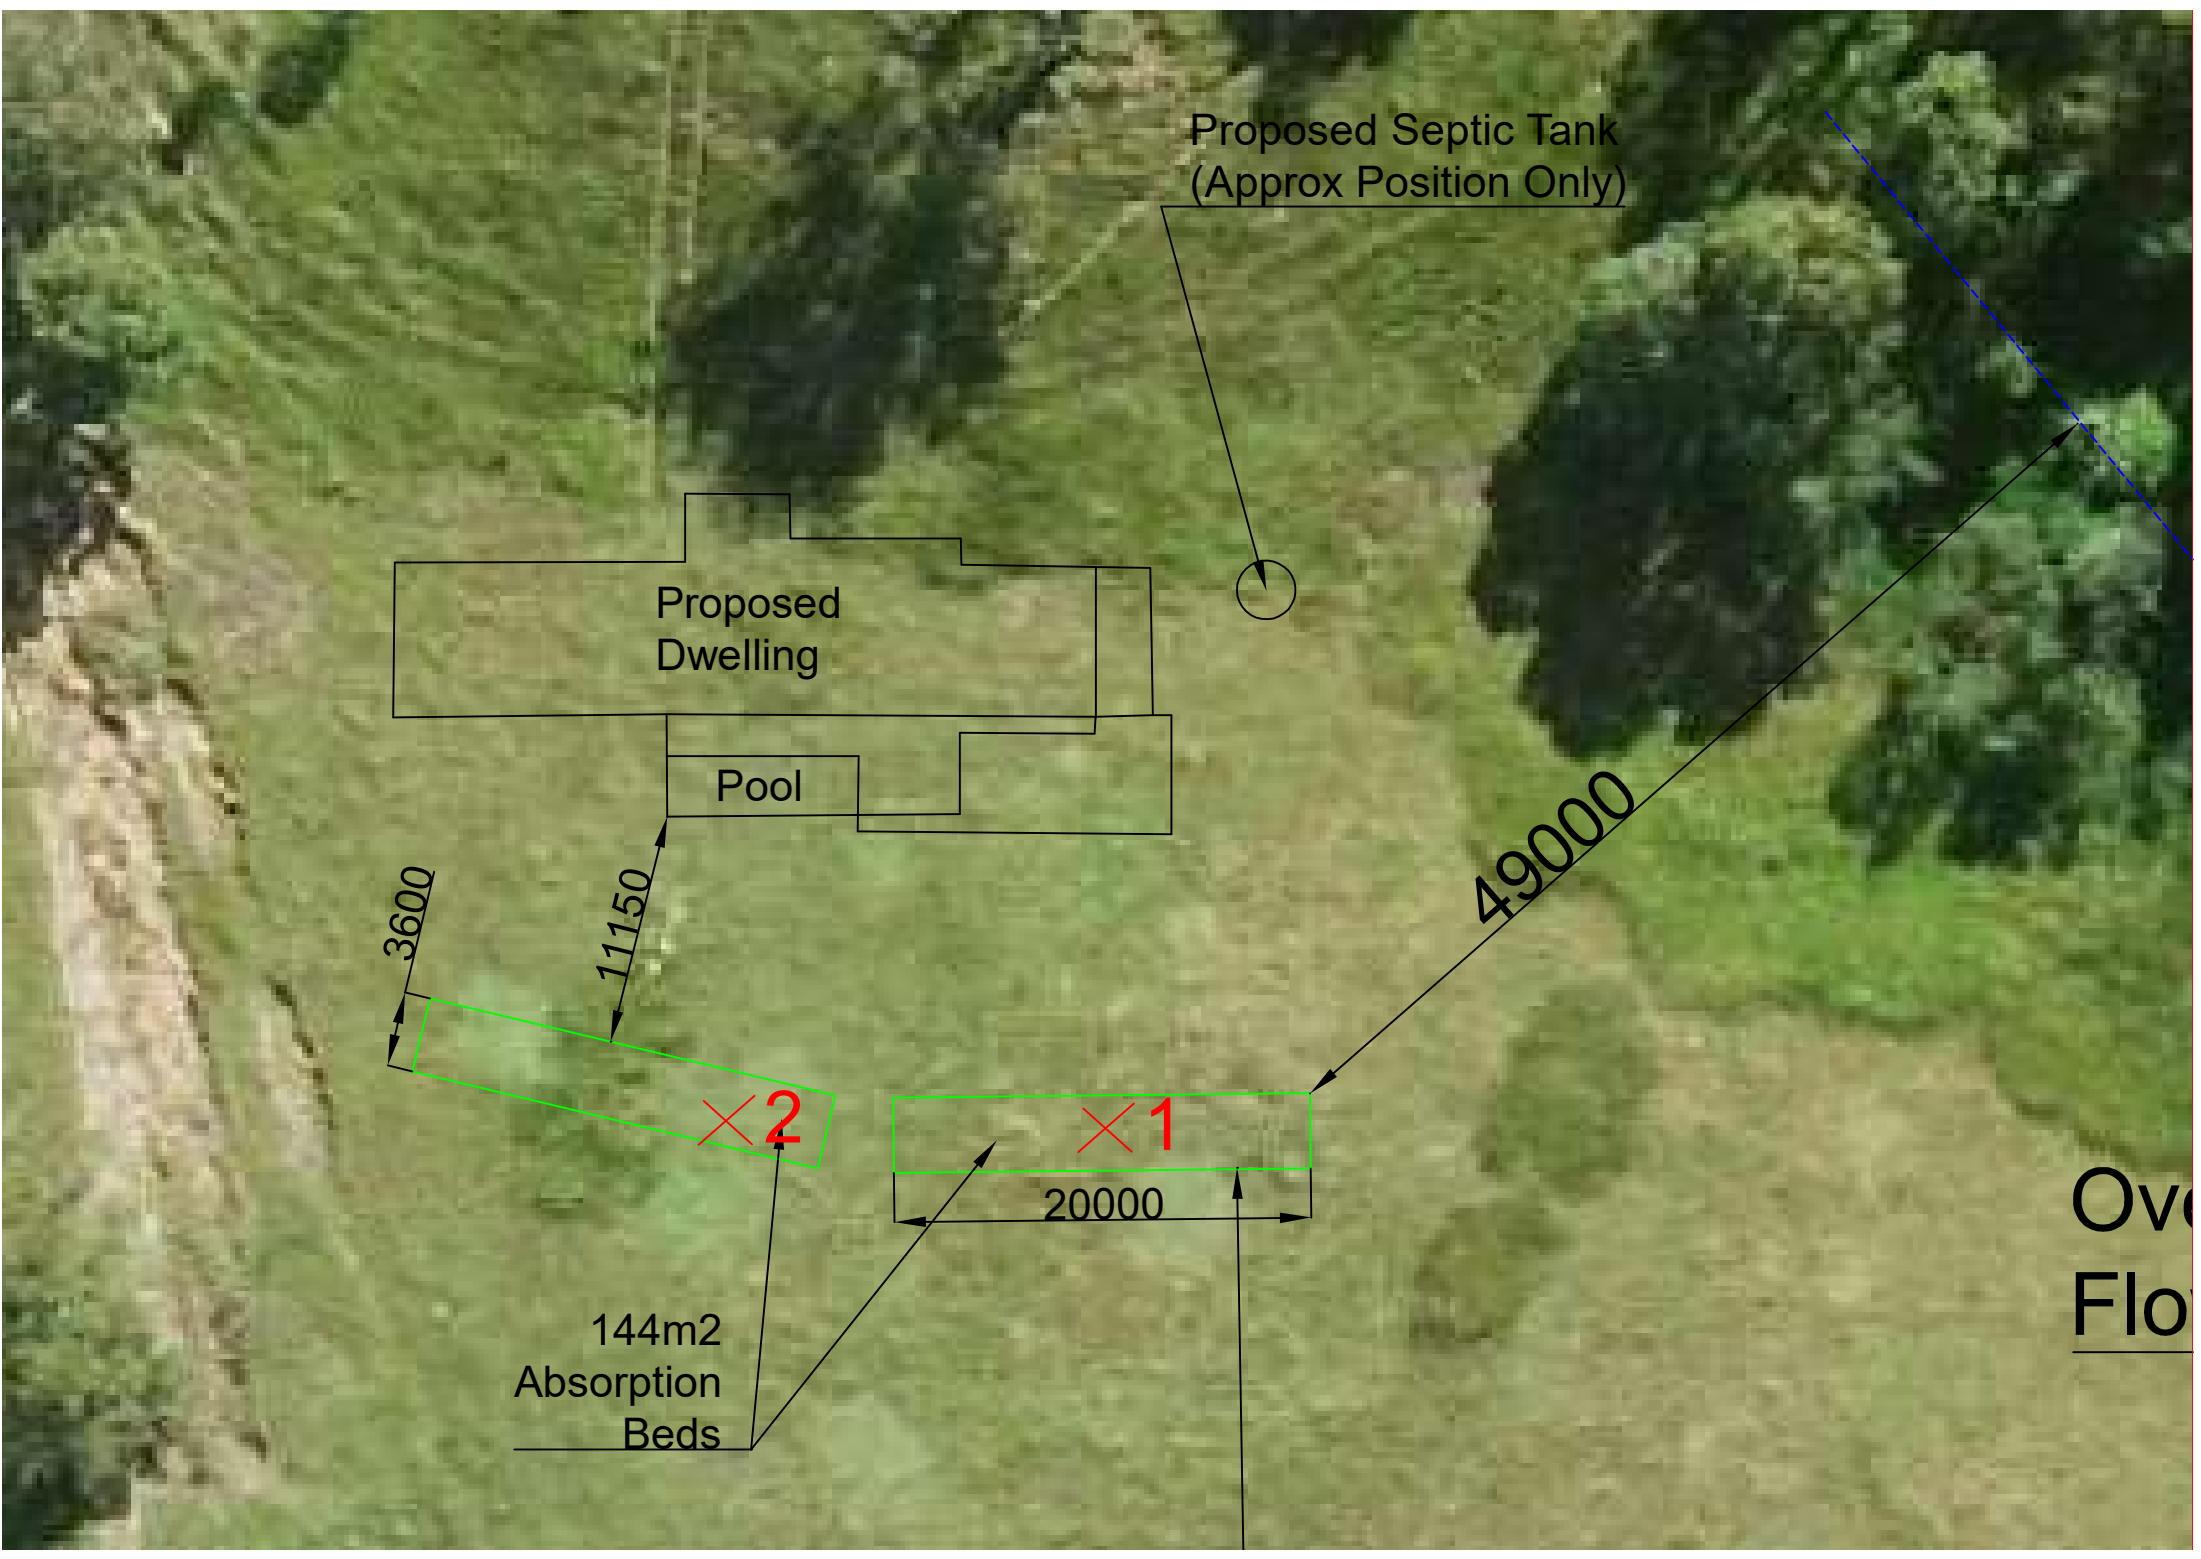 Proposed Septic Tank
(Approx Position Only)
Proposed
Dwelling
Pool
49000
3600
11150
2
1
20000
144m2
Absorption
Beds